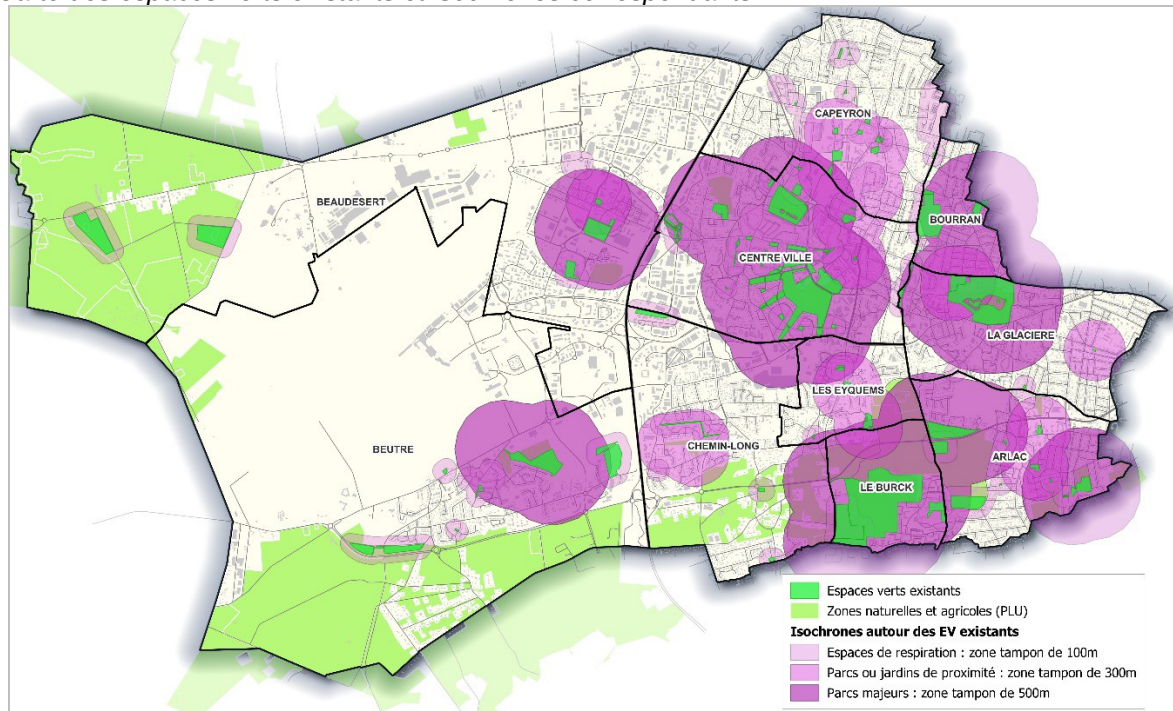 CAPEYRON
BEAUDESERT
BOURRAN
CENTRE VILLE
LA GLACIERE
LES EYQUEMS
BEUTRE
CHEMIN-LONG
ARLAC
LE BURCK
Espaces verts existants
Zones naturelles et agricoles (PLU)
Isochrones autour des EV existants
Espaces de respiration : zone tampon de 100m
Parcs ou jardins de proximité : zone tampon de 300m
Parcs majeurs : zone tampon de 500m